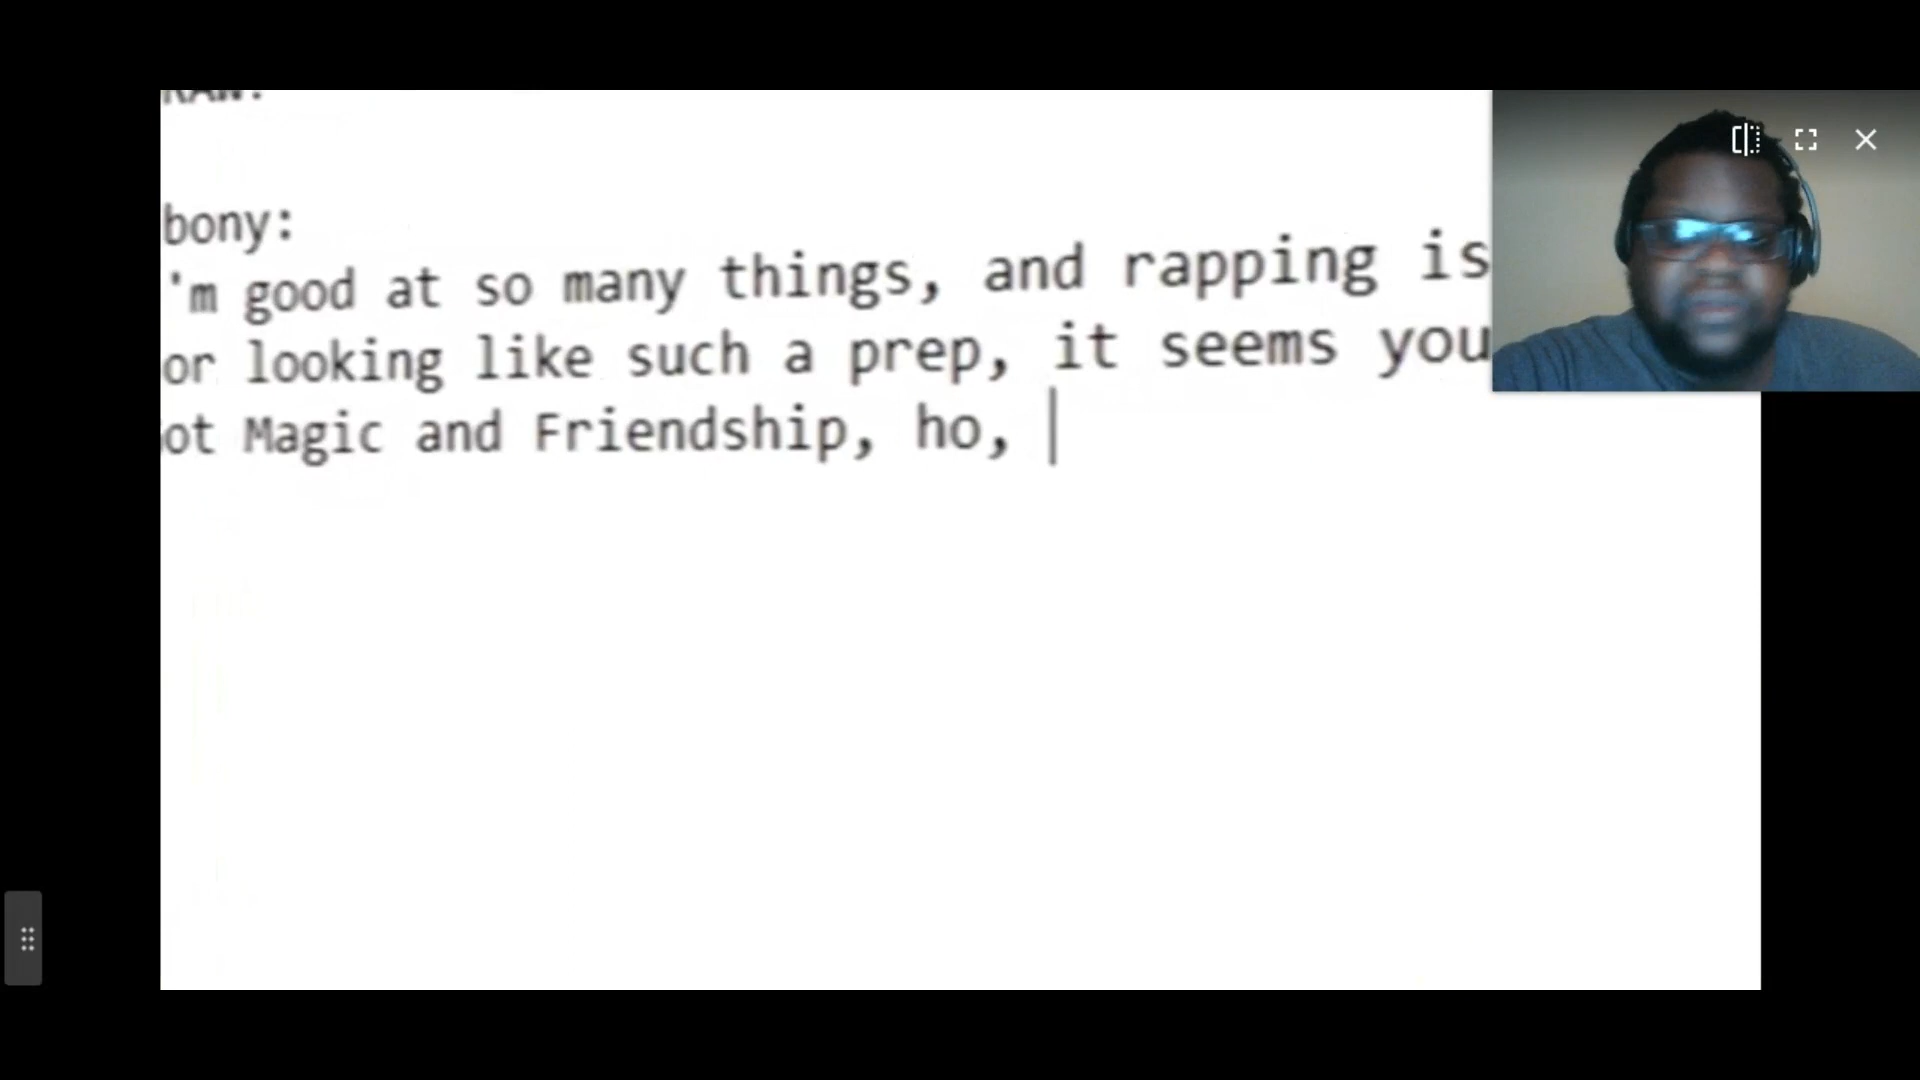 bony:
'm good at so many things, and rapping is
or looking like such a prep, it seems you
ot Magic and Friendship, ho,